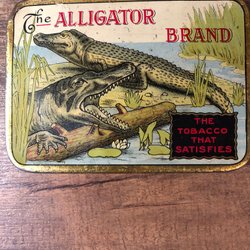 The ALLIGATOR
BRAND
THE
TOBACCO
THAT
SATISFIES